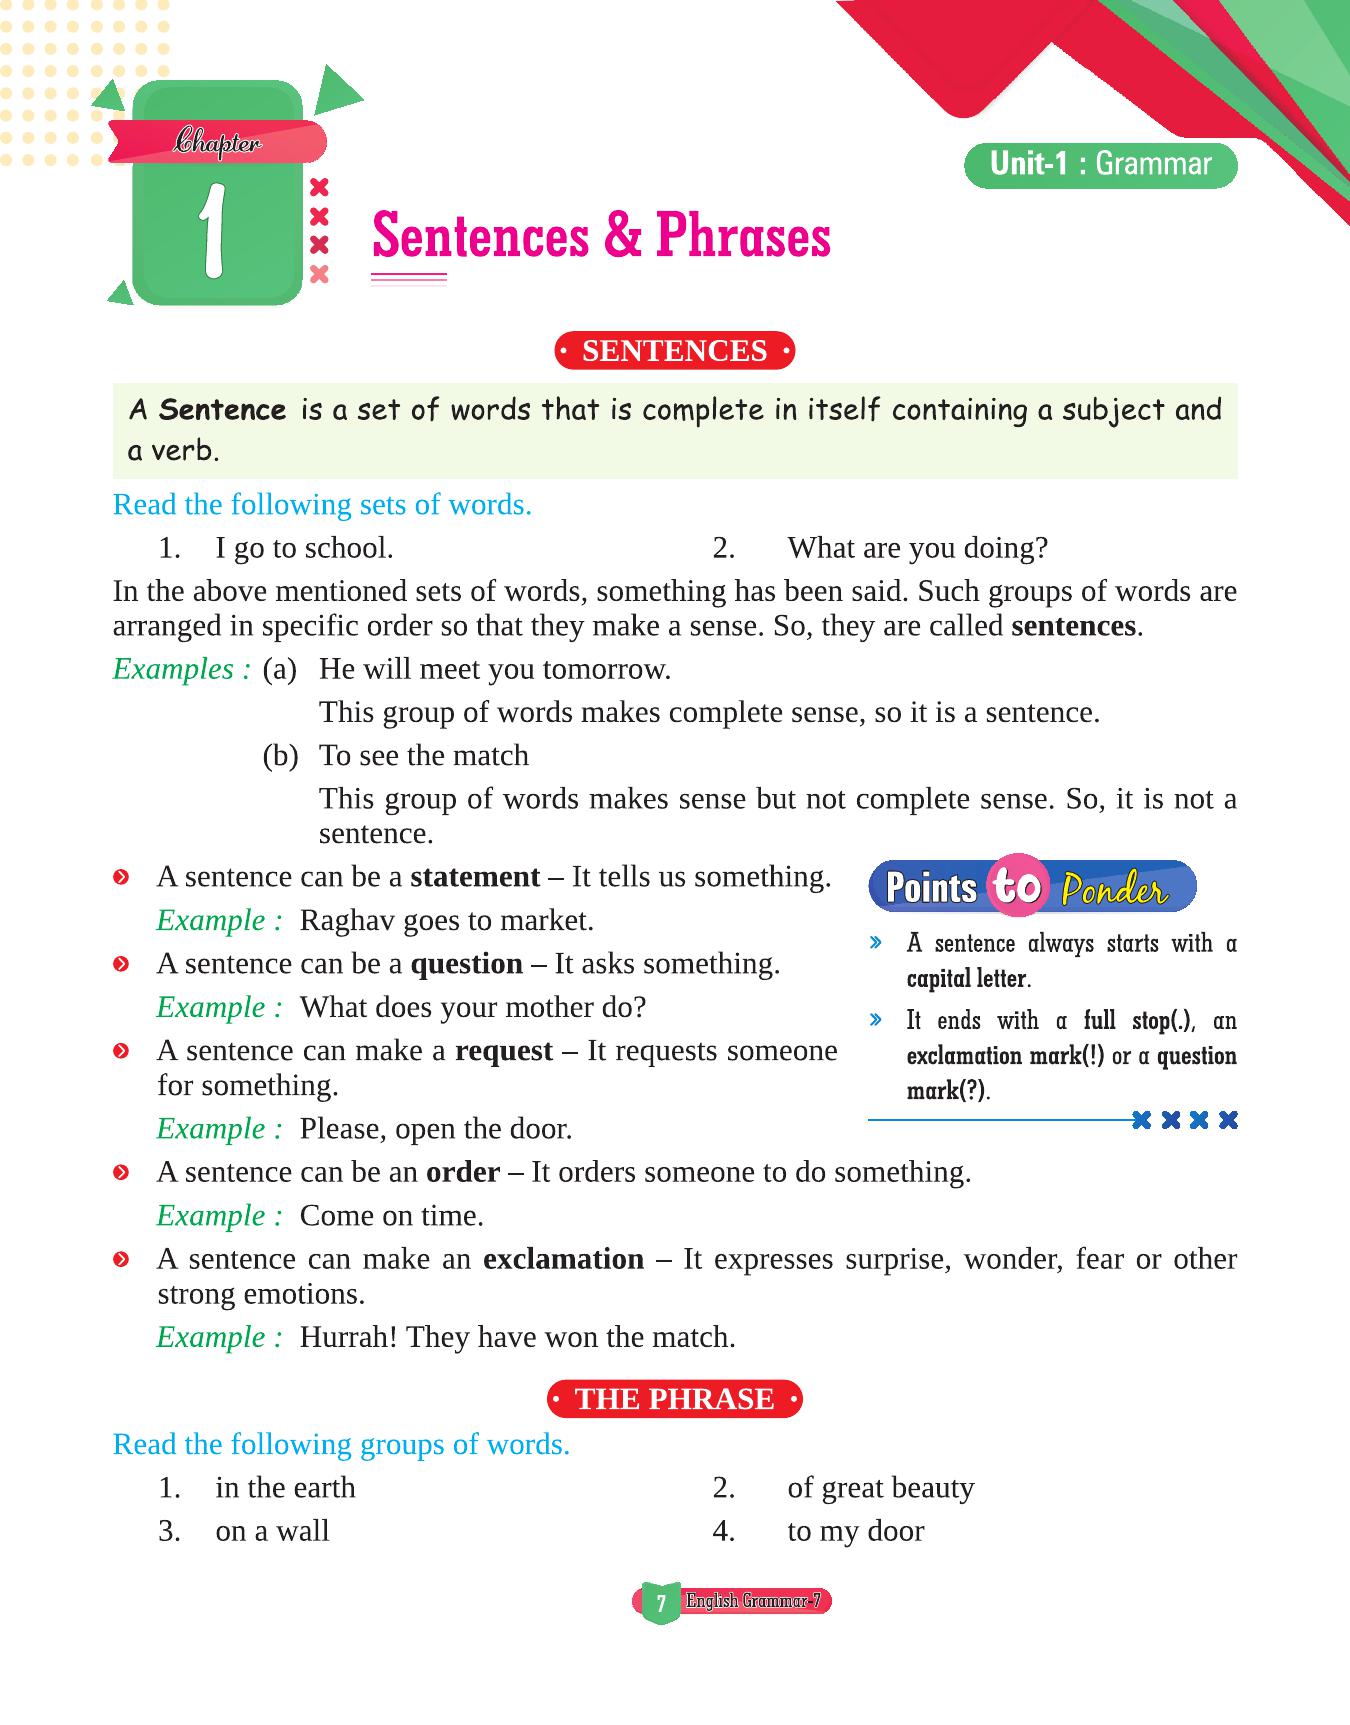 Chapter
1
Unit-1 : Grammar
Sentences & Phrases
SENTENCES
A Sentence is a set of words that is complete in itself containing a subject and
a verb.
Read the following sets of words.
1. I go to school. 2. What are you doing?
In the above mentioned sets of words, something has been said. Such groups of words are
arranged in specific order so that they make a sense. So, they are called sentences.
Examples : (a) He will meet you tomorrow.
This group of words makes complete sense, so it is a sentence.
(b) To see the match
This group of words makes sense but not complete sense. So, it is not a
sentence.
A sentence can be a statement – It tells us something.
Example : Raghav goes to market.
A sentence can be a question – It asks something.
Example : What does your mother do?
A sentence can make a request – It requests someone
for something.
Example : Please, open the door.
Points to Ponder
» A sentence always starts with a
capital letter.
» It ends with a full stop(.), an
exclamation mark(!) or a question
mark(?).
A sentence can be an order – It orders someone to do something.
Example : Come on time.
A sentence can make an exclamation – It expresses surprise, wonder, fear or other
strong emotions.
Example : Hurrah! They have won the match.
THE PHRASE
Read the following groups of words.
1. in the earth 2. of great beauty
3. on a wall 4. to my door
7 English Grammar-7